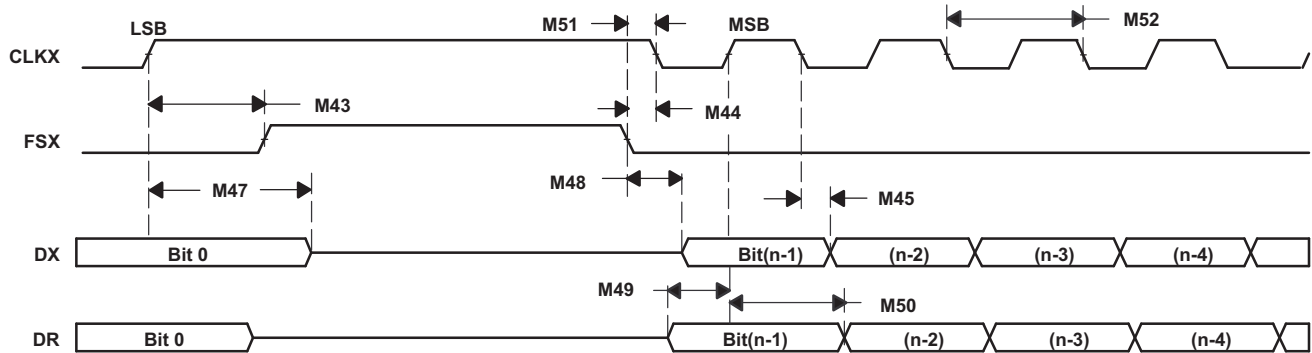 LSB
M51
MSB
M52
CLKX
M43
M44
FSX
M47
M48
M45
DX
Bit 0
Bit(n-1)
(n-2)
(n-3)
(n-4)
M49
M50
DR
Bit 0
Bit(n-1)
(n-2)
(n-3)
(n-4)